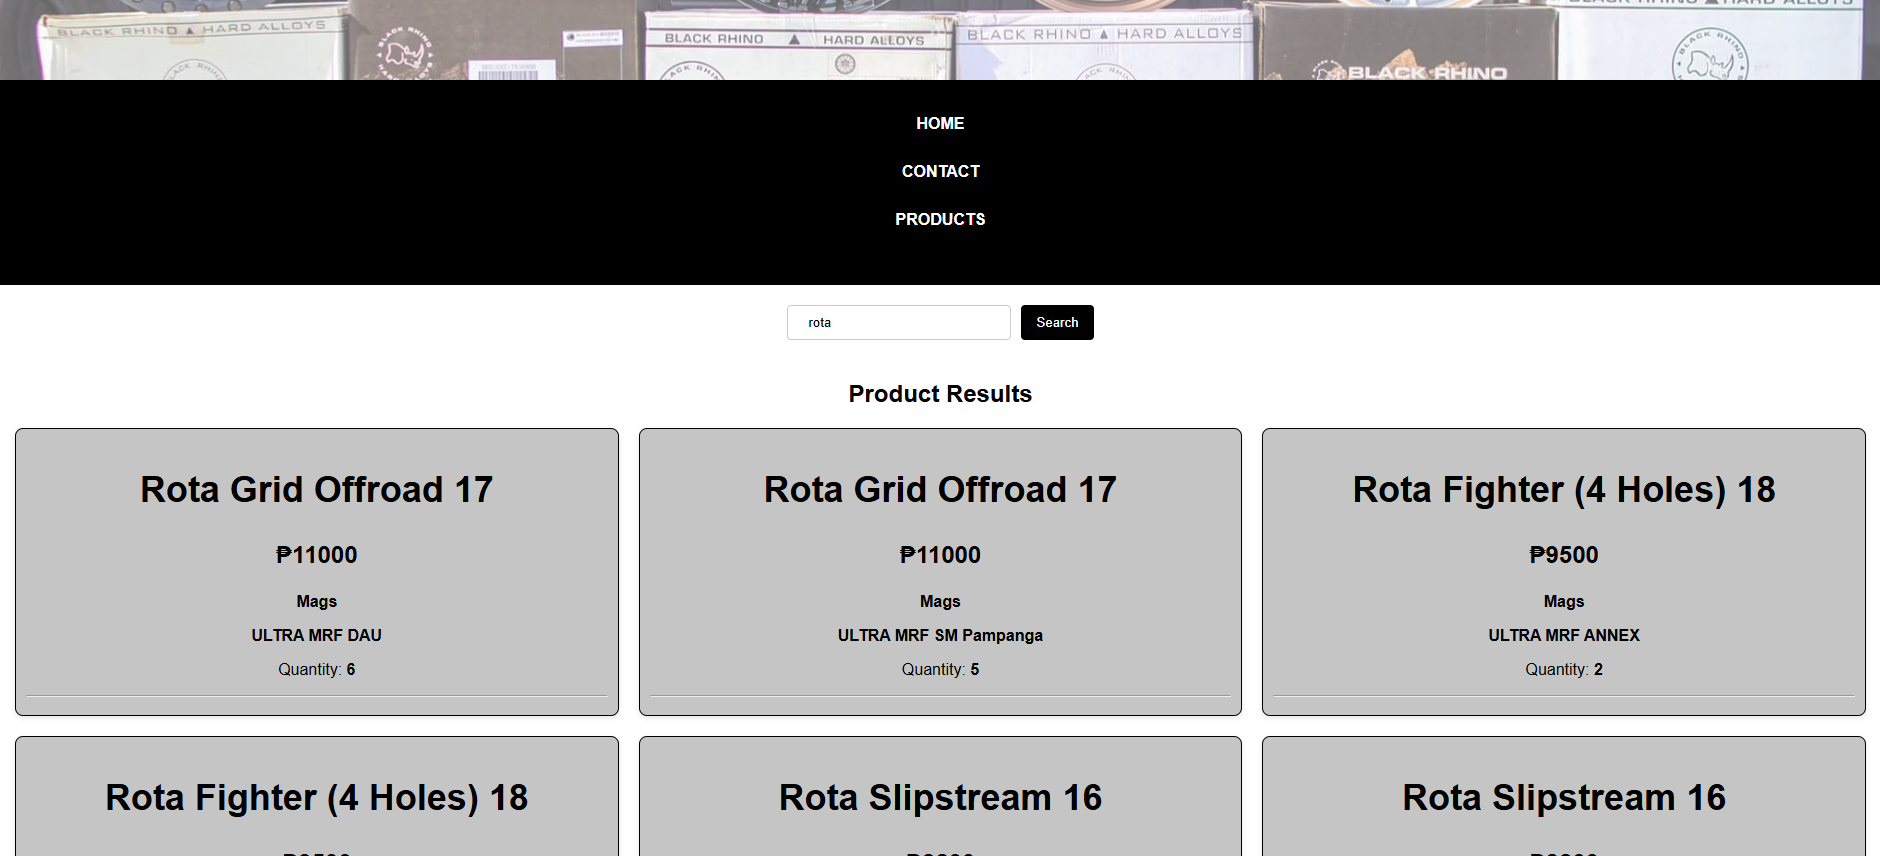 BLACK RHINO ▲ HARD ALLOYS
BLACK RHINO ▲ HARD ALLOYS
BLACK RHINO ▲ HARD ALLOYS
BLACK RHINO
HOME
CONTACT
PRODUCTS
rota
Search
Product Results
Rota Grid Offroad 17
₱11000
Mags
ULTRA MRF DAU
Quantity: 6
Rota Grid Offroad 17
₱11000
Mags
ULTRA MRF SM Pampanga
Quantity: 5
Rota Fighter (4 Holes) 18
₱9500
Mags
ULTRA MRF ANNEX
Quantity: 2
Rota Fighter (4 Holes) 18
Rota Slipstream 16
Rota Slipstream 16